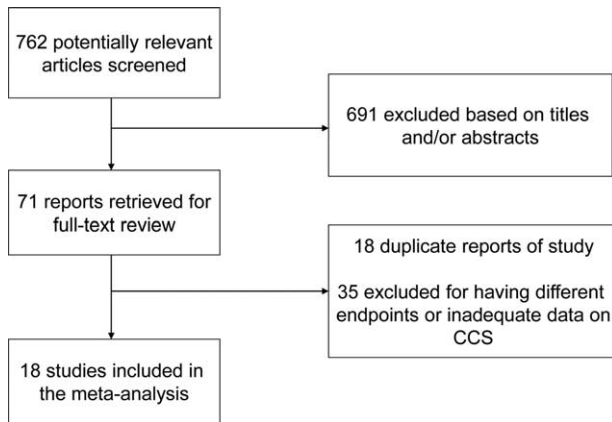 762 potentially relevant
articles screened
691 excluded based on titles
and/or abstracts
71 reports retrieved for
full-text review
18 duplicate reports of study
35 excluded for having different
endpoints or inadequate data on
CCS
18 studies included in
the meta-analysis